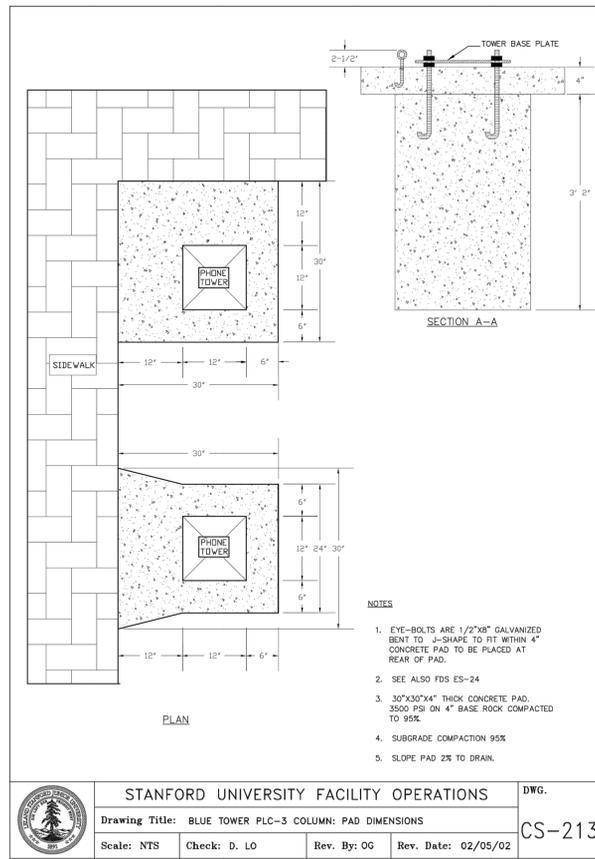 TOWER BASE PLATE
2-1/2"
4"
3' 2"
SECTION A-A
12"
12"
30"
6"
PHONE
TOWER
SIDEWALK
12"
12"
6"
30"
30"
6"
12"
24"
30"
6"
PHONE
TOWER
12"
12"
6"
PLAN
NOTES
1. EYE-BOLTS ARE 1/2"X8" GALVANIZED
BENT TO J-SHAPE TO FIT WITHIN 4"
CONCRETE PAD TO BE PLACED AT
REAR OF PAD.
2. SEE ALSO FDS ES-24
3. 30"X30"X4" THICK CONCRETE PAD,
3500 PSI ON 4" BASE ROCK COMPACTED
TO 95%.
4. SUBGRADE COMPACTION 95%
5. SLOPE PAD 2% TO DRAIN.
LELAND STANFORD JUNIOR UNIVERSITY
1891
STANFORD UNIVERSITY FACILITY OPERATIONS
DWG.
Drawing Title: BLUE TOWER PLC-3 COLUMN: PAD DIMENSIONS
CS-213
Scale: NTS
Check: D. LO
Rev. By: OG
Rev. Date: 02/05/02